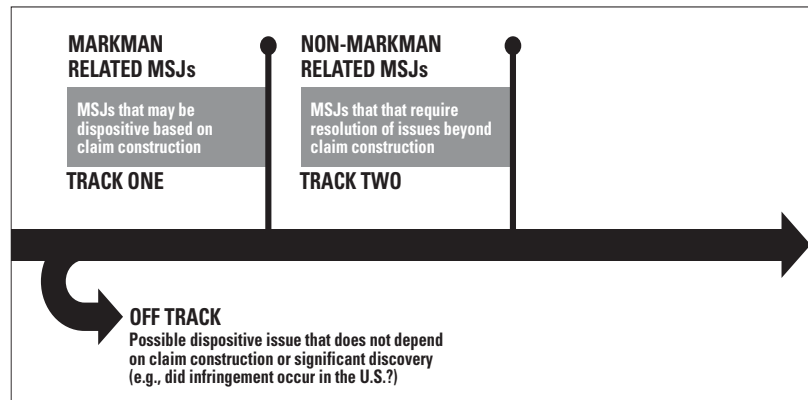 MARKMAN
RELATED MSJs
MSJs that may be
dispositive based on
claim construction
TRACK ONE
NON-MARKMAN
RELATED MSJs
MSJs that that require
resolution of issues beyond
claim construction
TRACK TWO
OFF TRACK
Possible dispositive issue that does not depend
on claim construction or significant discovery
(e.g., did infringement occur in the U.S.?)